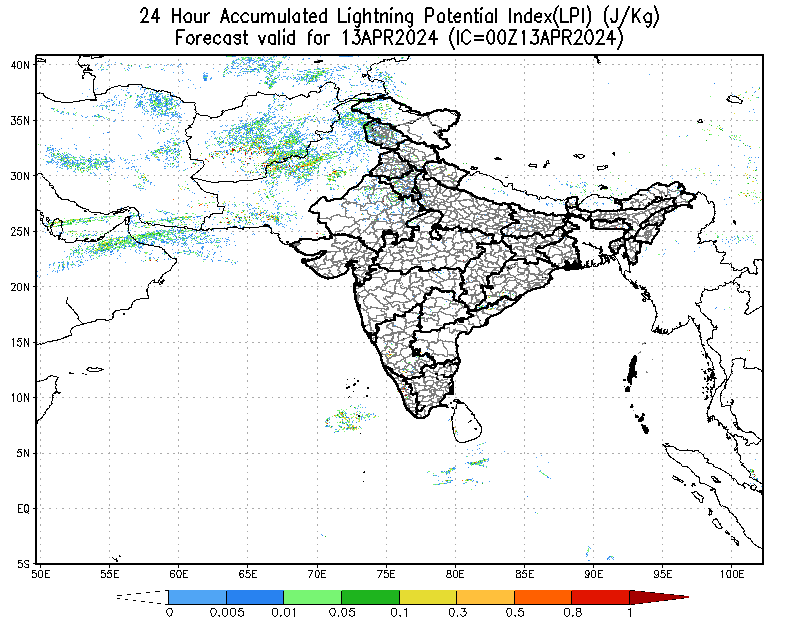 24 Hour Accumulated Lightning Potential Index(LPI) (J/Kg)
Forecast valid for 13APR2024 (IC=00Z13APR2024)
40N
35N
30N
25N
20N
15N
10N
5N
EQ
5S
50E 55E 60E 65E 70E 75E 80E 85E 90E 95E 100E
0 0.005 0.01 0.05 0.1 0.3 0.5 0.8 1